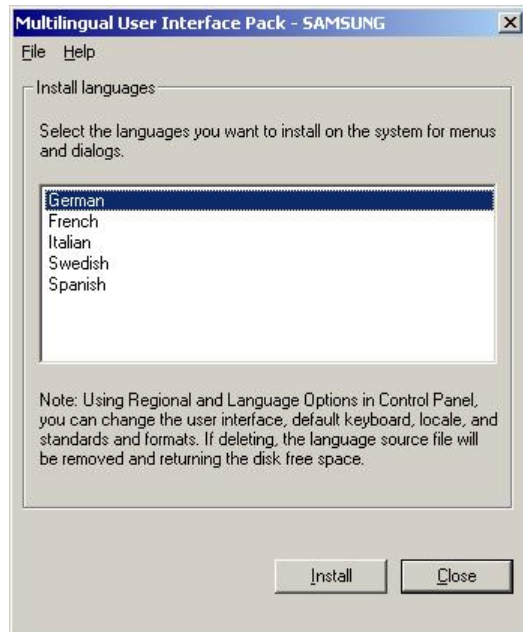 Multilingual User Interface Pack - SAMSUNG
File Help
Install languages
Select the languages you want to install on the system for menus
and dialogs.
German
French
Italian
Swedish
Spanish
Note: Using Regional and Language Options in Control Panel,
you can change the user interface, default keyboard, locale, and
standards and formats. If deleting, the language source file will
be removed and returning the disk free space.
Install Close